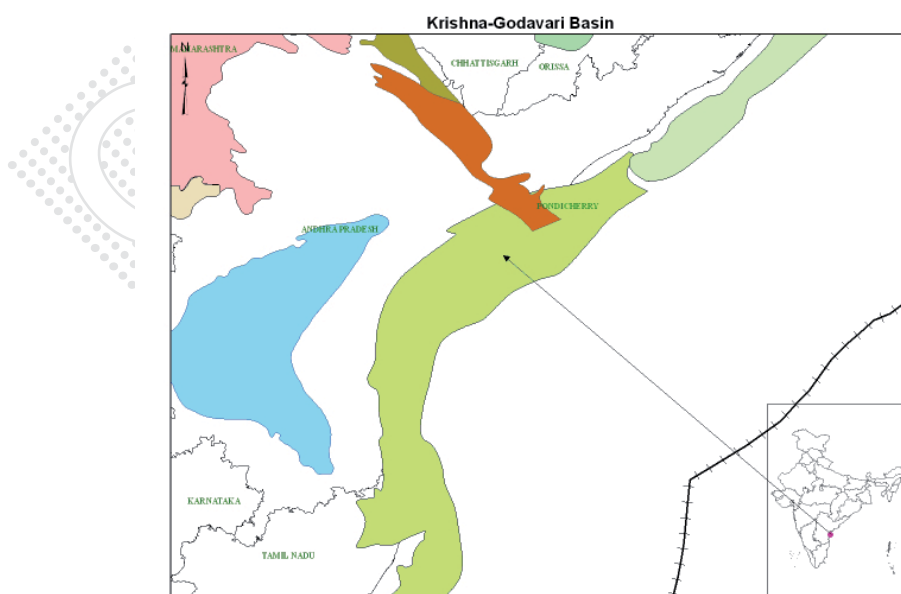 Krishna-Godavari Basin
MAHARASHTRA
N
CHHATTISGARH
ORISSA
PONDICHERRY
ANDHRA PRADESH
KARNATAKA
TAMIL NADU